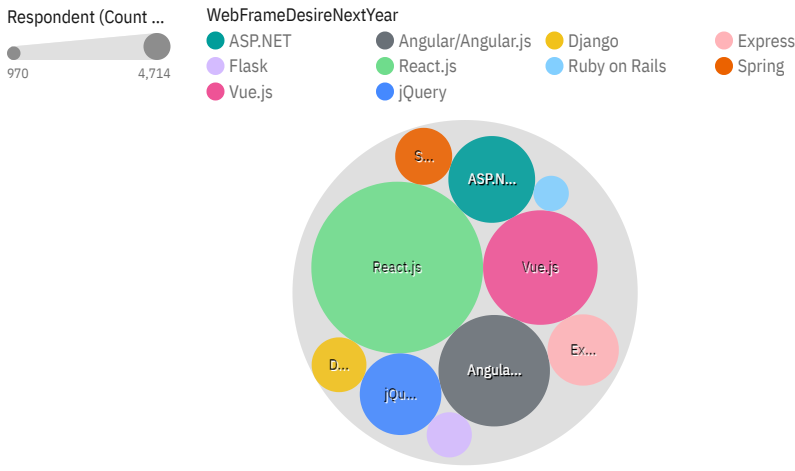 Respondent (Count ...
970
4,714
WebFrameDesireNextYear
ASP.NET
Angular/Angular.js
Django
Express
Flask
React.js
Ruby on Rails
Spring
Vue.js
jQuery
S...
ASP.N...
React.js
Vue.js
Ex...
D...
Angula...
jQu...